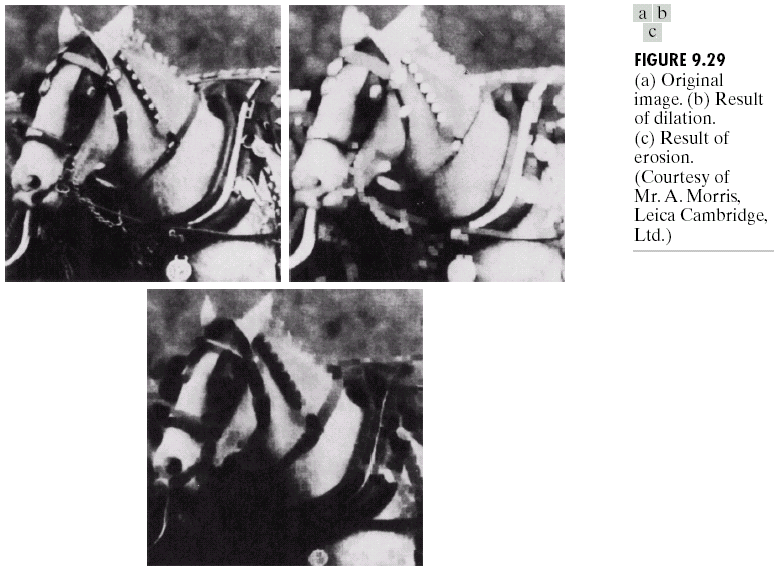 a b
c
FIGURE 9.29
(a) Original
image. (b) Result
of dilation.
(c) Result of
erosion.
(Courtesy of
Mr. A. Morris,
Leica Cambridge,
Ltd.)